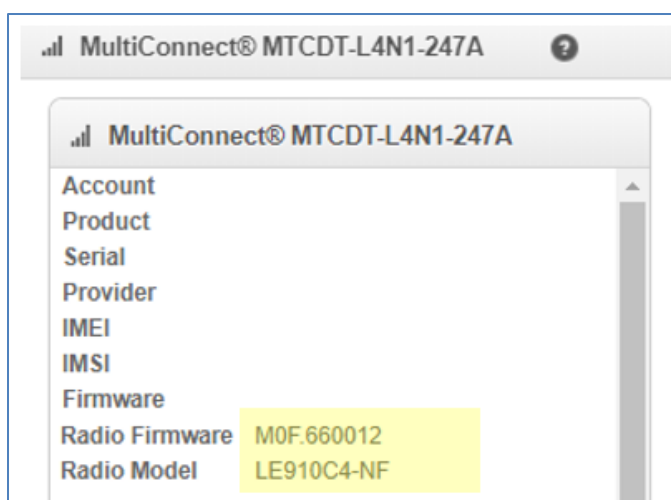 MultiConnect® MTCDT-L4N1-247A ?
MultiConnect® MTCDT-L4N1-247A
Account
Product
Serial
Provider
IMEI
IMSI
Firmware
Radio Firmware M0F.660012
Radio Model LE910C4-NF